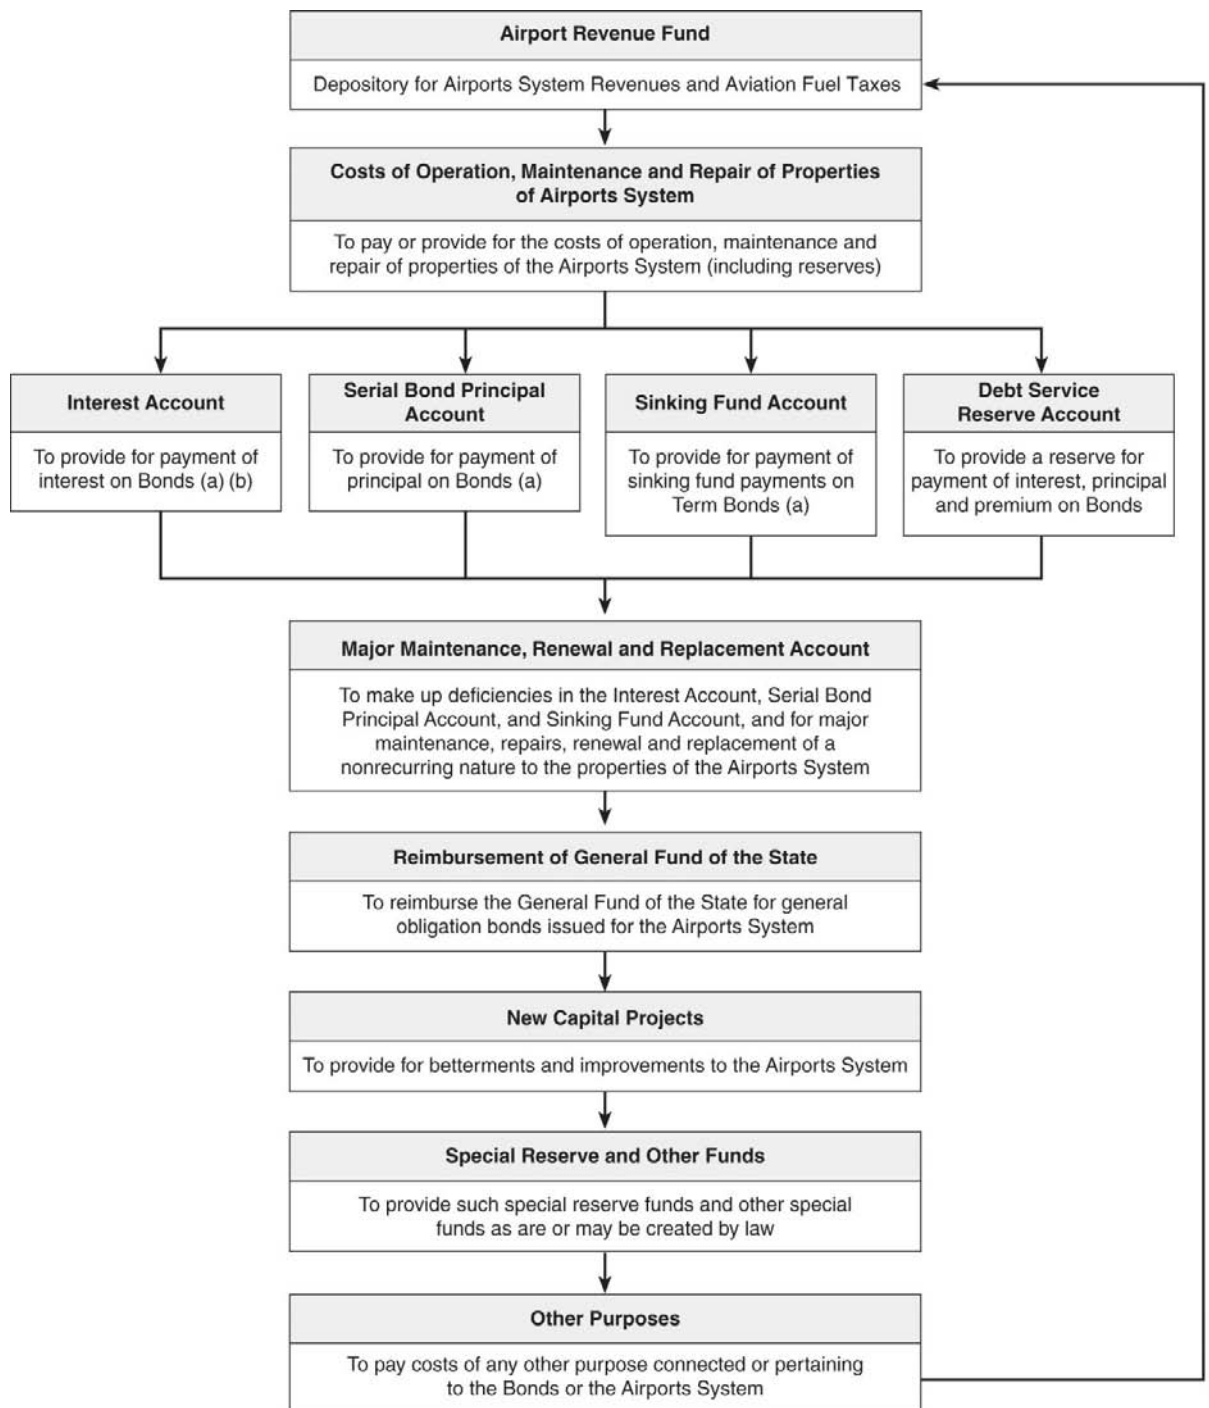 Airport Revenue Fund
Depository for Airports System Revenues and Aviation Fuel Taxes
Costs of Operation, Maintenance and Repair of Properties
of Airports System
To pay or provide for the costs of operation, maintenance and
repair of properties of the Airports System (including reserves)
Interest Account
To provide for payment of
interest on Bonds (a) (b)
Serial Bond Principal
Account
To provide for payment of
principal on Bonds (a)
Sinking Fund Account
To provide for payment of
sinking fund payments on
Term Bonds (a)
Debt Service
Reserve Account
To provide a reserve for
payment of interest, principal
and premium on Bonds
Major Maintenance, Renewal and Replacement Account
To make up deficiencies in the Interest Account, Serial Bond
Principal Account, and Sinking Fund Account, and for major
maintenance, repairs, renewal and replacement of a
nonrecurring nature to the properties of the Airports System
Reimbursement of General Fund of the State
To reimburse the General Fund of the State for general
obligation bonds issued for the Airports System
New Capital Projects
To provide for betterments and improvements to the Airports System
Special Reserve and Other Funds
To provide such special reserve funds and other special
funds as are or may be created by law
Other Purposes
To pay costs of any other purpose connected or pertaining
to the Bonds or the Airports System